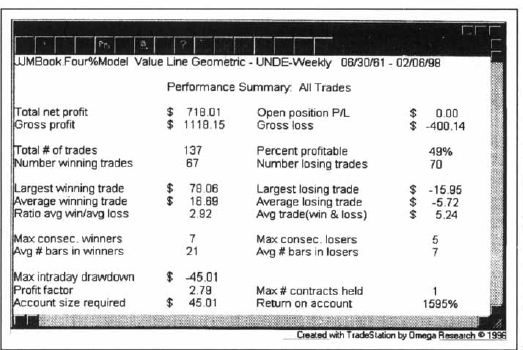 JJMBook Four%Model Value Line Geometric - UNDE-Weekly 06/30/61 - 02/06/98
Performance Summary: All Trades
Total net profit $ 718.01 Open position P/L $ 0.00
Gross profit $ 1118.15 Gross loss $ -400.14
Total # of trades 137 Percent profitable 49%
Number winning trades 67 Number losing trades 70
Largest winning trade $ 78.06 Largest losing trade $ -15.95
Average winning trade $ 16.69 Average losing trade $ -5.72
Ratio avg win/avg loss 2.92 Avg trade(win & loss) $ 5.24
Max consec. winners 7 Max consec. losers 5
Avg # bars in winners 21 Avg # bars in losers 7
Max intraday drawdown $ -45.01
Profit factor 2.79 Max # contracts held 1
Account size required $ 45.01 Return on account 1595%
Created with TradeStation by Omega Research © 1996